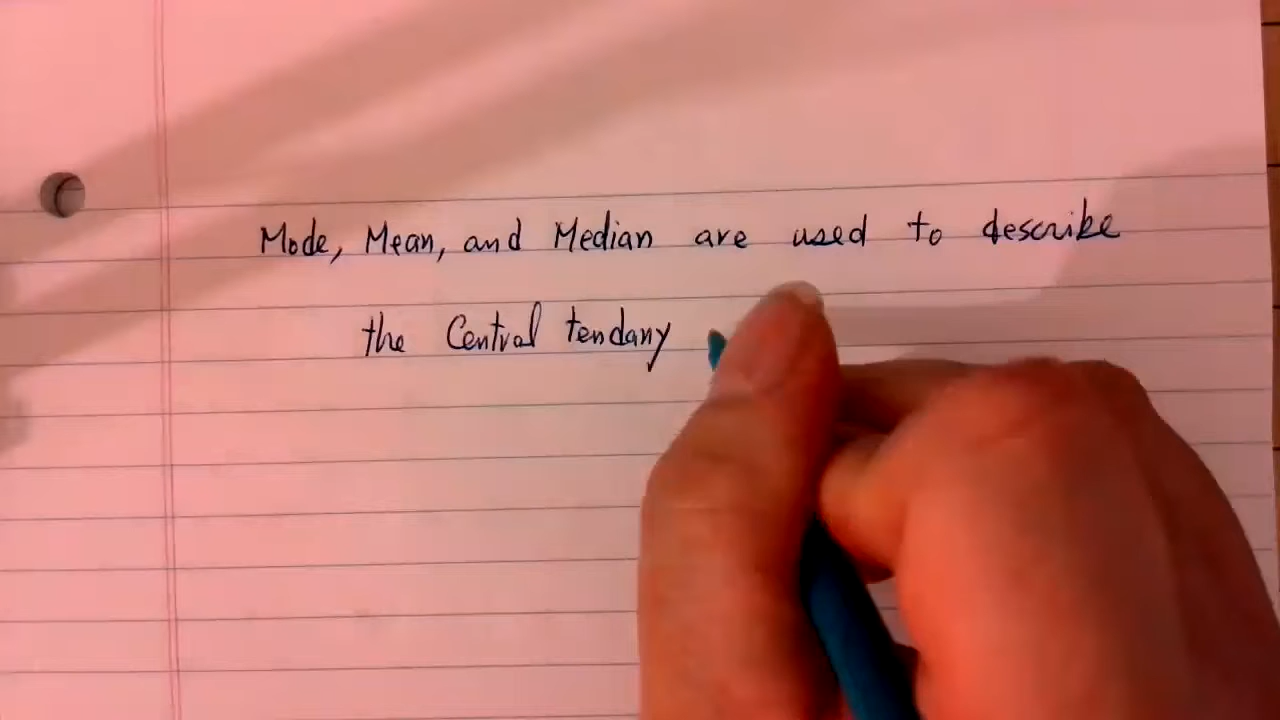 Mode, Mean, and Median are used to describe
the Central tendany